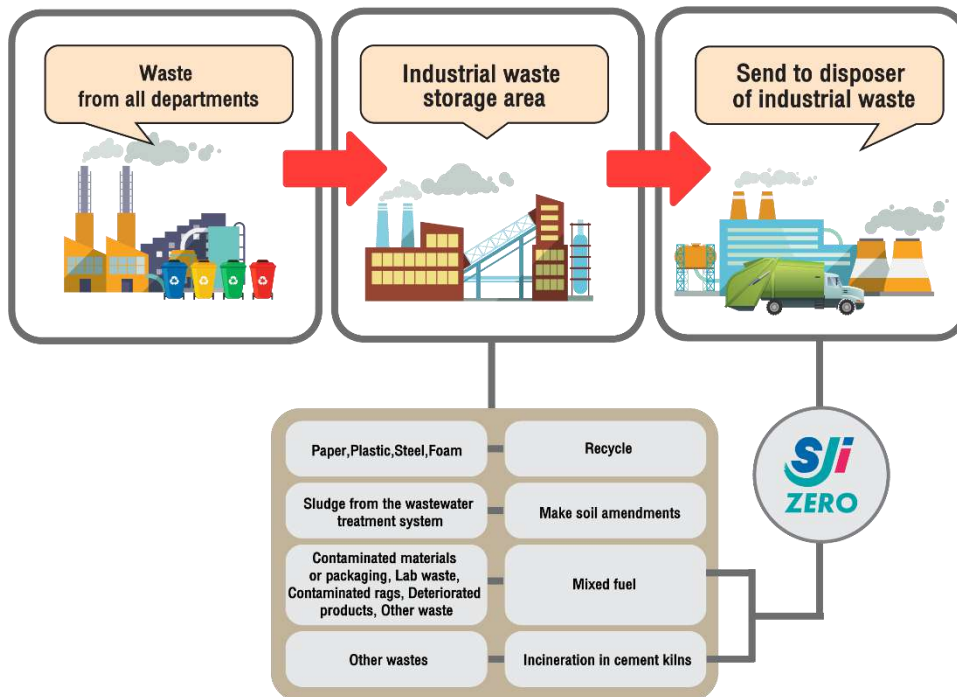 Waste
from all departments
Industrial waste
storage area
Send to disposer
of industrial waste
Paper,Plastic,Steel,Foam
Recycle
Sludge from the wastewater
treatment system
Make soil amendments
Contaminated materials
or packaging, Lab waste,
Contaminated rags, Deteriorated
products, Other waste
Mixed fuel
Other wastes
Incineration in cement kilns
SJi
ZERO